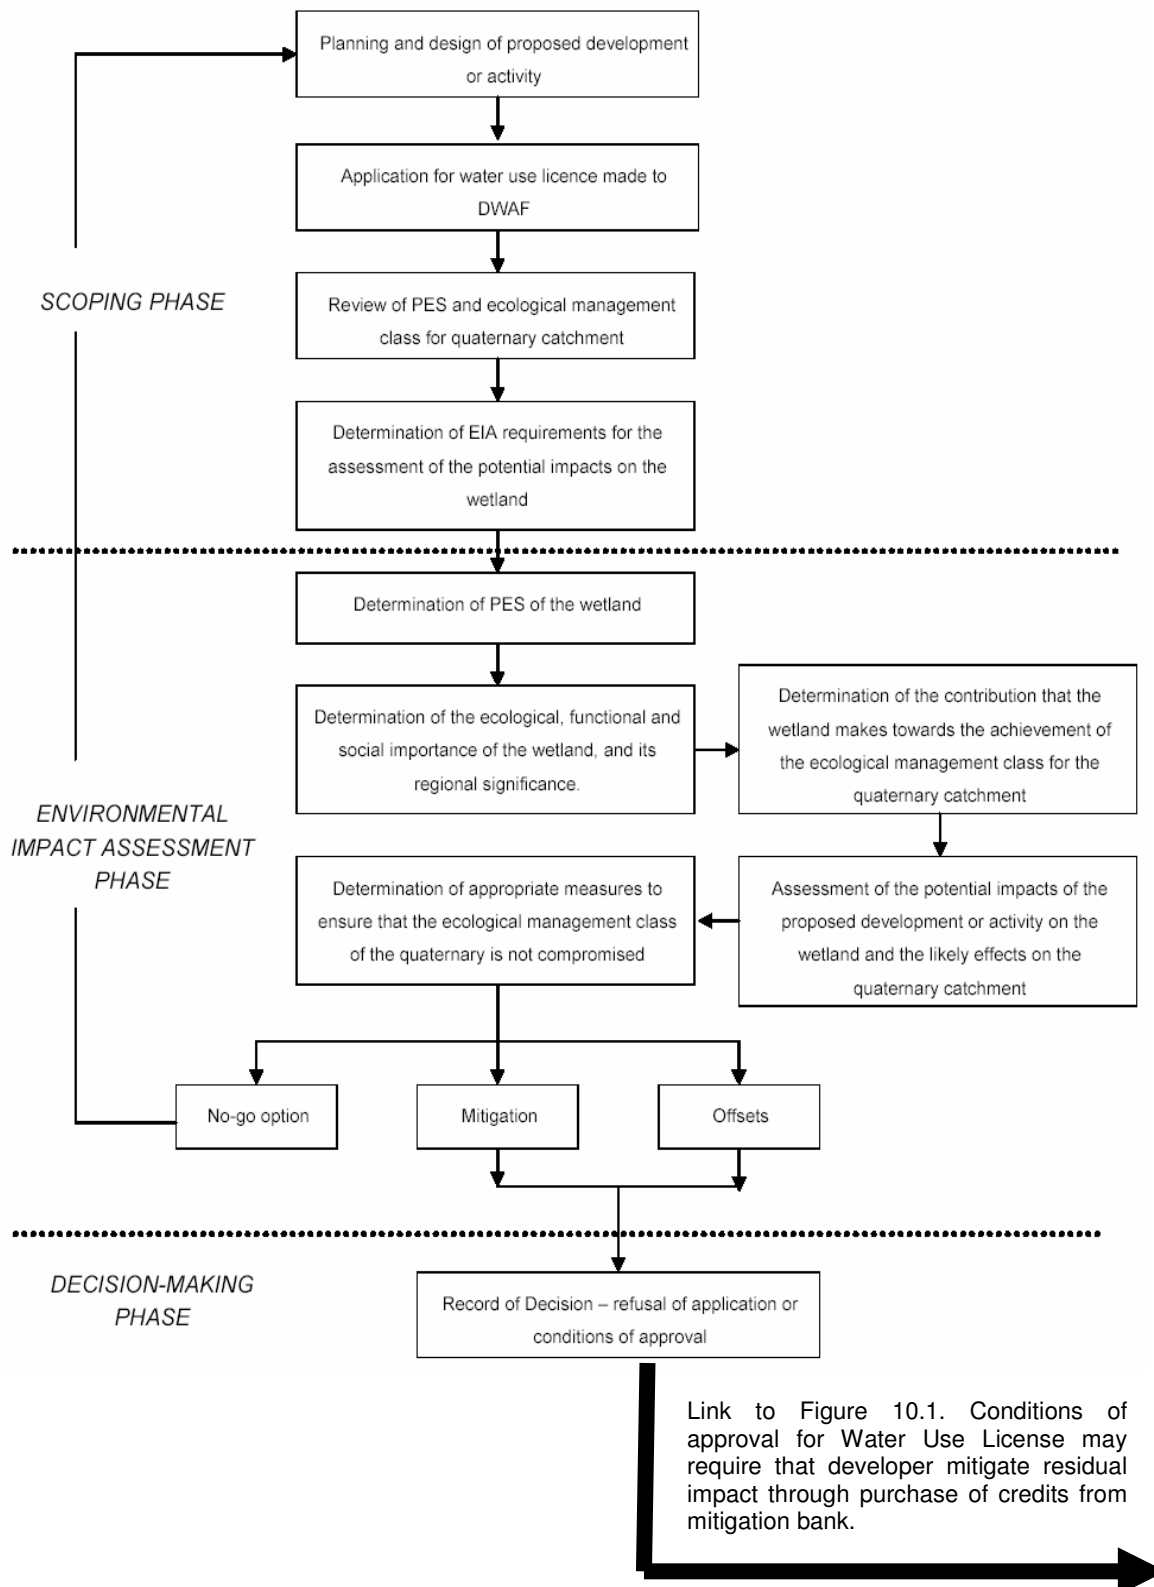 Planning and design of proposed development
or activity
Application for water use licence made to
DWAF
SCOPING PHASE
Review of PES and ecological management
class for quaternary catchment
Determination of EIA requirements for the
assessment of the potential impacts on the
wetland
Determination of PES of the wetland
Determination of the ecological, functional and
social importance of the wetland, and its
regional significance.
Determination of the contribution that the
wetland makes towards the achievement of
the ecological management class for the
quaternary catchment
ENVIRONMENTAL
IMPACT ASSESSMENT
PHASE
Assessment of the potential impacts of the
proposed development or activity on the
wetland and the likely effects on the
quaternary catchment
Determination of appropriate measures to
ensure that the ecological management class
of the quaternary is not compromised
No-go option
Mitigation
Offsets
DECISION-MAKING
PHASE
Record of Decision – refusal of application or
conditions of approval
Link to Figure 10.1. Conditions of
approval for Water Use License may
require that developer mitigate residual
impact through purchase of credits from
mitigation bank.